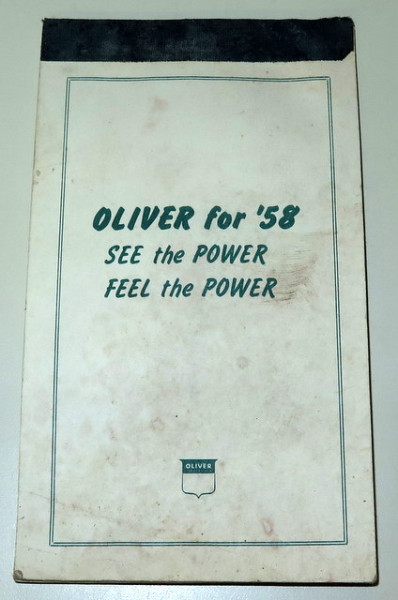 OLIVER for '58
SEE the POWER
FEEL the POWER
OLIVER